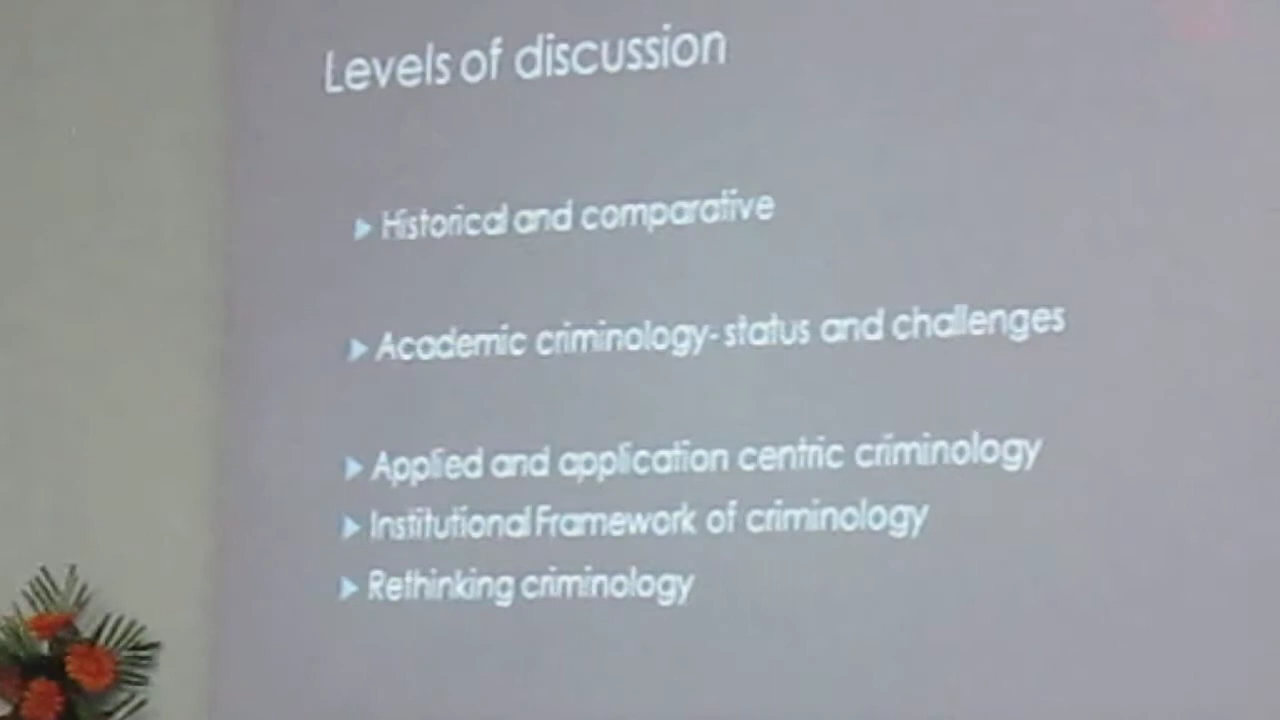 Levels of discussion
Historical and comparative
Academic criminology- status and challenges
Applied and application centric criminology
Institutional Framework of criminology
Rethinking criminology